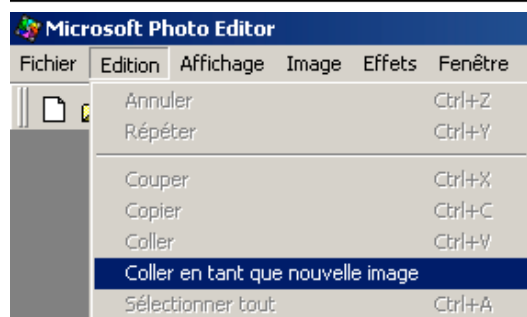 Microsoft Photo Editor
Fichier Edition Affichage Image Effets Fenêtre
Annuler Ctrl+Z
Répéter Ctrl+Y
Couper Ctrl+X
Copier Ctrl+C
Coller Ctrl+V
Coller en tant que nouvelle image
Sélectionner tout Ctrl+A